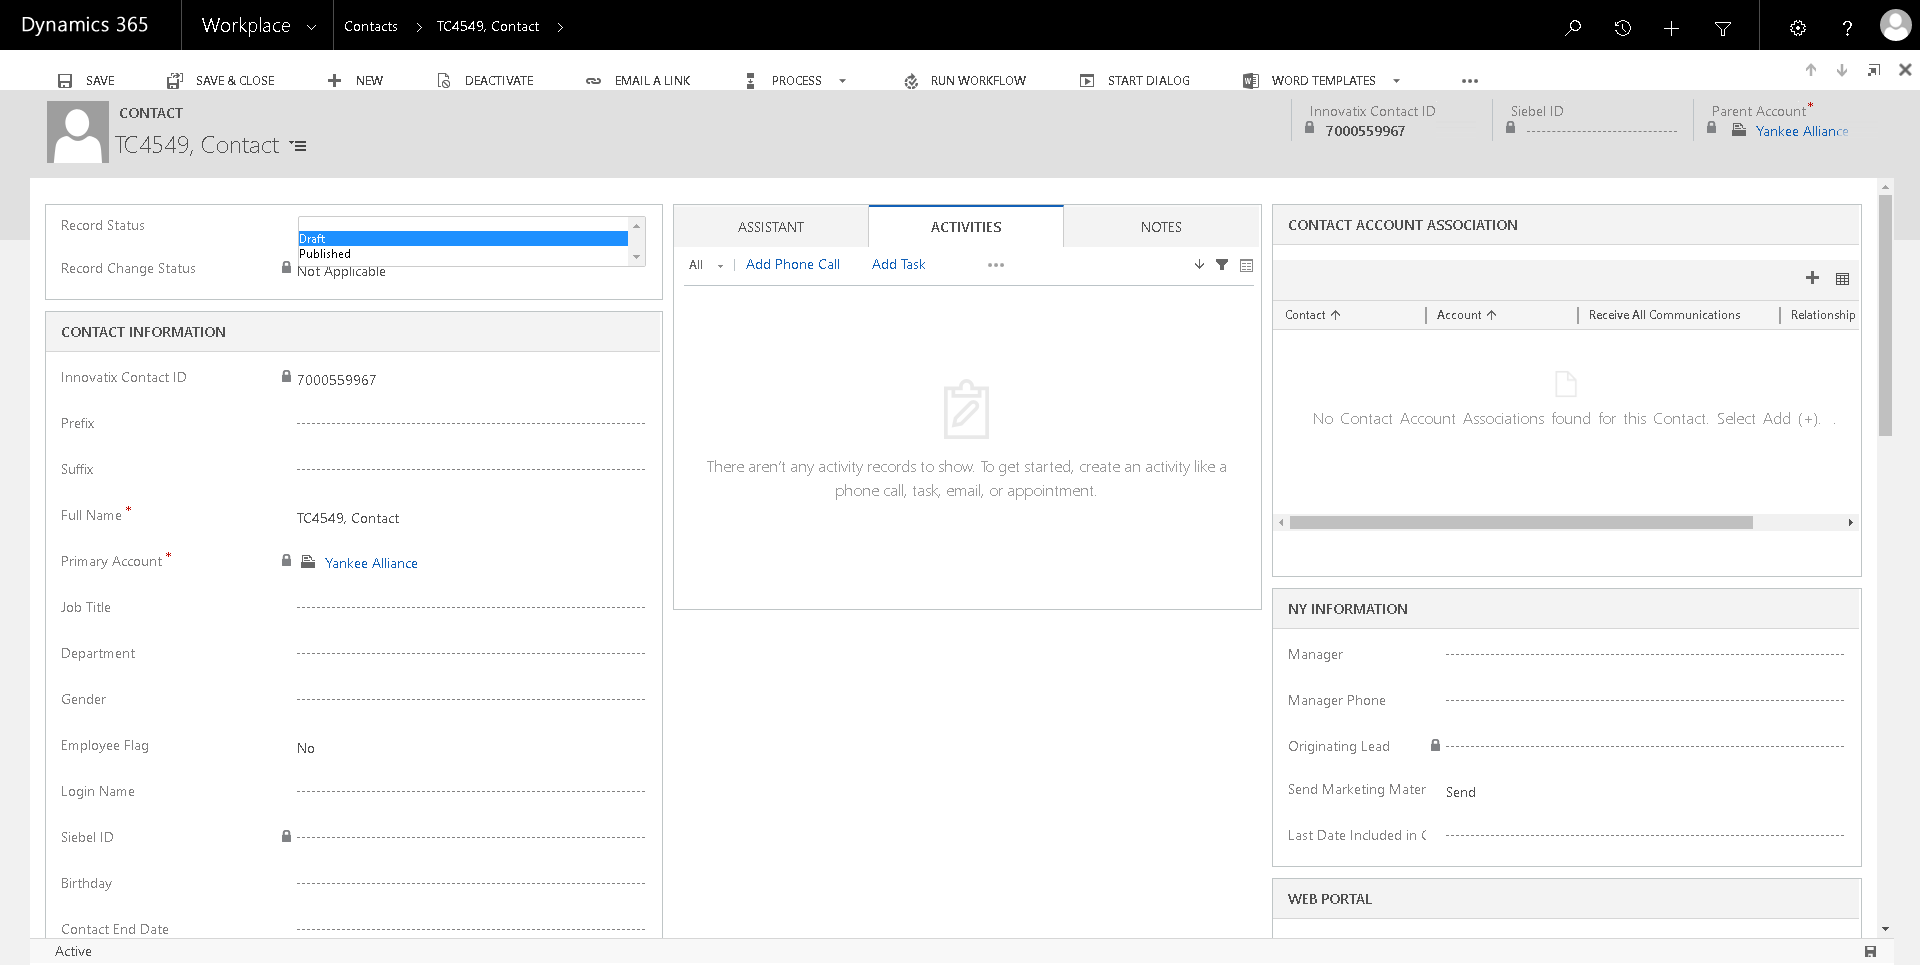 Dynamics 365
Workplace
Contacts
TC4549, Contact
SAVE
SAVE & CLOSE
NEW
DEACTIVATE
EMAIL A LINK
PROCESS
RUN WORKFLOW
START DIALOG
WORD TEMPLATES
CONTACT
TC4549, Contact
Innovatix Contact ID
7000559967
Siebel ID
Parent Account*
Yankee Alliance
Record Status
Draft
Published
Record Change Status
Not Applicable
CONTACT INFORMATION
Innovatix Contact ID
7000559967
Prefix
Suffix
Full Name*
TC4549, Contact
Primary Account*
Yankee Alliance
Job Title
Department
Gender
Employee Flag
No
Login Name
Siebel ID
Birthday
Contact End Date
ASSISTANT
ACTIVITIES
NOTES
All
Add Phone Call
Add Task
There aren't any activity records to show. To get started, create an activity like a
phone call, task, email, or appointment.
CONTACT ACCOUNT ASSOCIATION
Contact
Account
Receive All Communications
Relationship
No Contact Account Associations found for this Contact. Select Add (+). .
NY INFORMATION
Manager
Manager Phone
Originating Lead
Send Marketing Mater
Send
Last Date Included in C
WEB PORTAL
Active